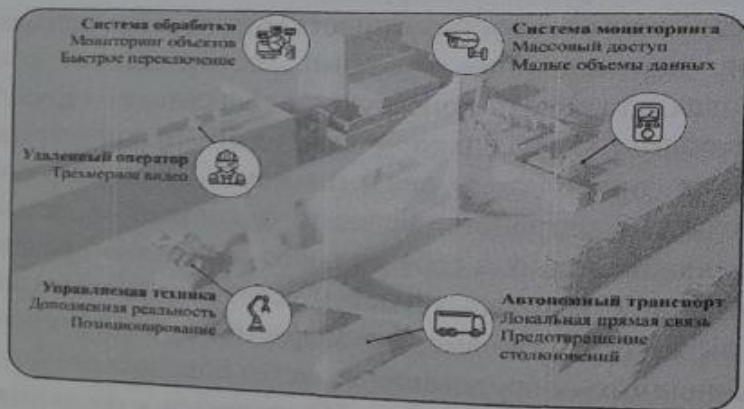 Система обработки
Мониторинг объектов
Быстрое переключение
Система мониторинга
Массовый доступ
Малые объемы данных
Удаленный оператор
Трехмерное видео
Управляемая техника
Дополненная реальность
Позиционирование
Автономный транспорт
Локальная прямая связь
Предотвращение
столкновений